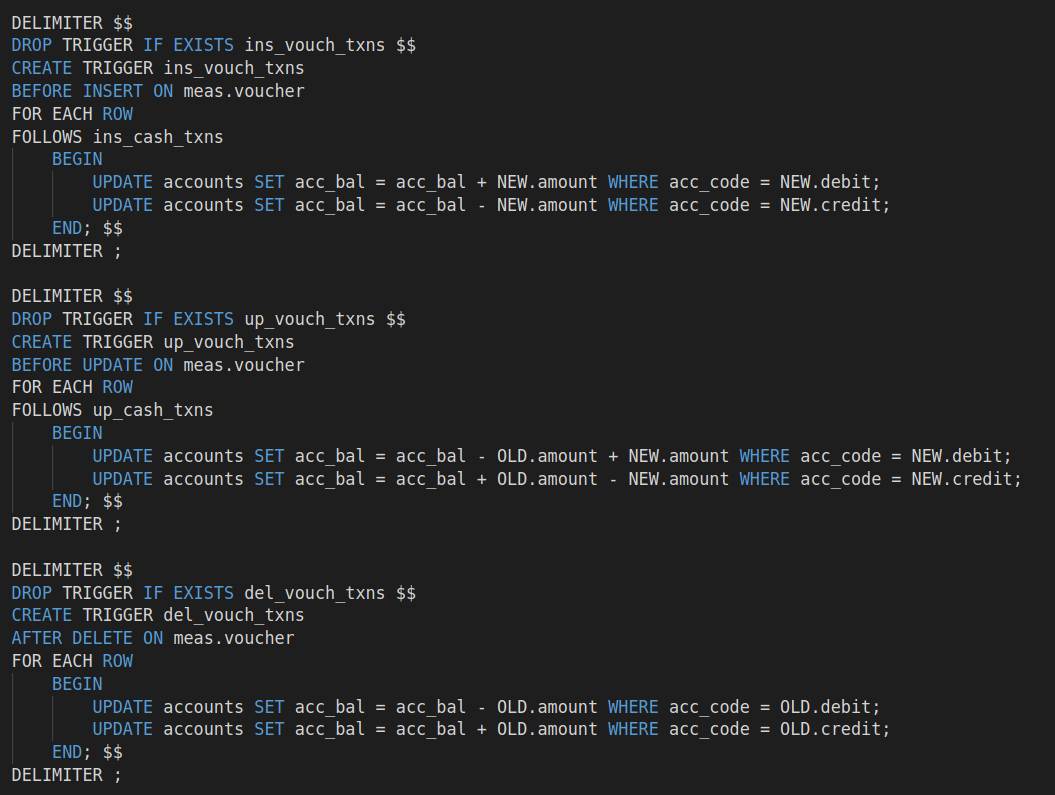 DELIMITER $$
DROP TRIGGER IF EXISTS ins_vouch_txns $$
CREATE TRIGGER ins_vouch_txns
BEFORE INSERT ON meas.voucher
FOR EACH ROW
FOLLOWS ins_cash_txns
    BEGIN
        UPDATE accounts SET acc_bal = acc_bal + NEW.amount WHERE acc_code = NEW.debit;
        UPDATE accounts SET acc_bal = acc_bal - NEW.amount WHERE acc_code = NEW.credit;
    END; $$
DELIMITER ;

DELIMITER $$
DROP TRIGGER IF EXISTS up_vouch_txns $$
CREATE TRIGGER up_vouch_txns
BEFORE UPDATE ON meas.voucher
FOR EACH ROW
FOLLOWS up_cash_txns
    BEGIN
        UPDATE accounts SET acc_bal = acc_bal - OLD.amount + NEW.amount WHERE acc_code = NEW.debit;
        UPDATE accounts SET acc_bal = acc_bal + OLD.amount - NEW.amount WHERE acc_code = NEW.credit;
    END; $$
DELIMITER ;

DELIMITER $$
DROP TRIGGER IF EXISTS del_vouch_txns $$
CREATE TRIGGER del_vouch_txns
AFTER DELETE ON meas.voucher
FOR EACH ROW
    BEGIN
        UPDATE accounts SET acc_bal = acc_bal - OLD.amount WHERE acc_code = OLD.debit;
        UPDATE accounts SET acc_bal = acc_bal + OLD.amount WHERE acc_code = OLD.credit;
    END; $$
DELIMITER ;